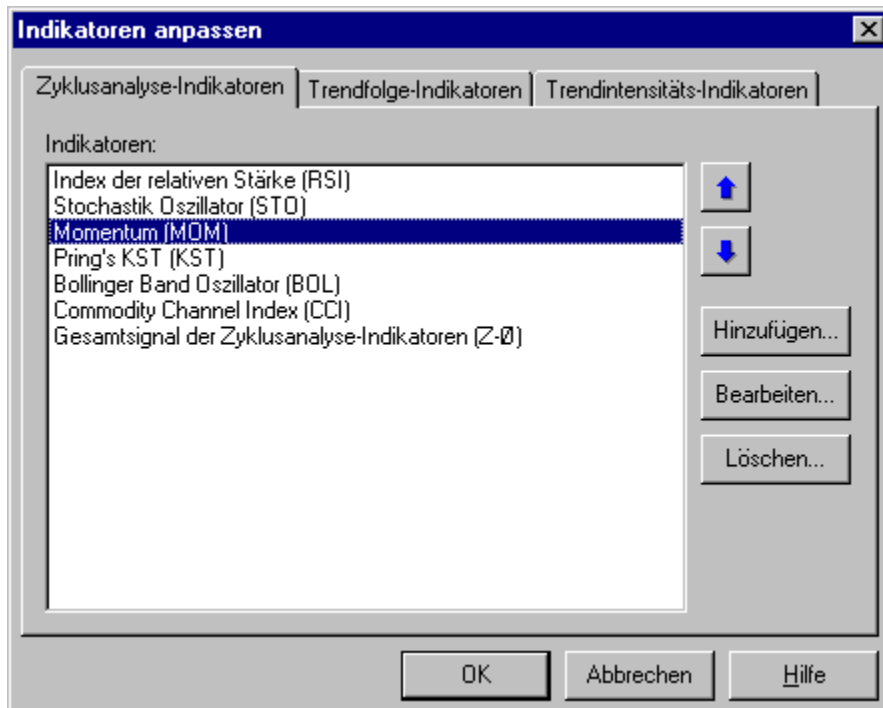 Indikatoren anpassen
Zyklusanalyse-Indikatoren
Trendfolge-Indikatoren
Trendintensitäts-Indikatoren
Indikatoren:
Index der relativen Stärke (RSI)
Stochastik Oszillator (STO)
Momentum (MOM)
Pring's KST (KST)
Bollinger Band Oszillator (BOL)
Commodity Channel Index (CCI)
Gesamtsignal der Zyklusanalyse-Indikatoren (Z-Ø)
Hinzufügen...
Bearbeiten...
Löschen...
OK
Abbrechen
Hilfe